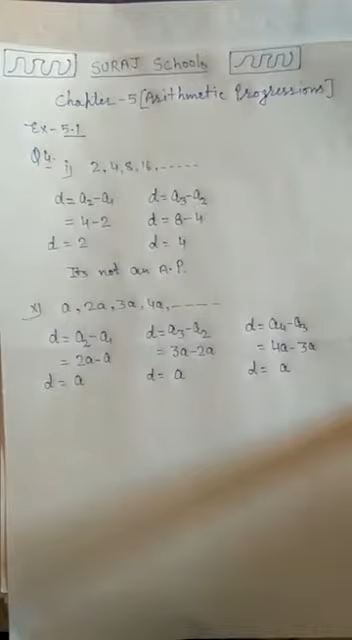 SURAJ Schools
Chapter-5 [Arithmetic Progressions]
Ex-5.1
Q4. i) 2, 4, 8, 16, -----
d = a₂-a₁ d = a₃-a₂
= 4-2 d = 8-4
d = 2 d = 4
Its not an A.P.
x) a, 2a, 3a, 4a, -----
d = a₂-a₁ d = a₃-a₂ d = a₄-a₃
= 2a-a = 3a-2a = 4a-3a
d = a d = a d = a